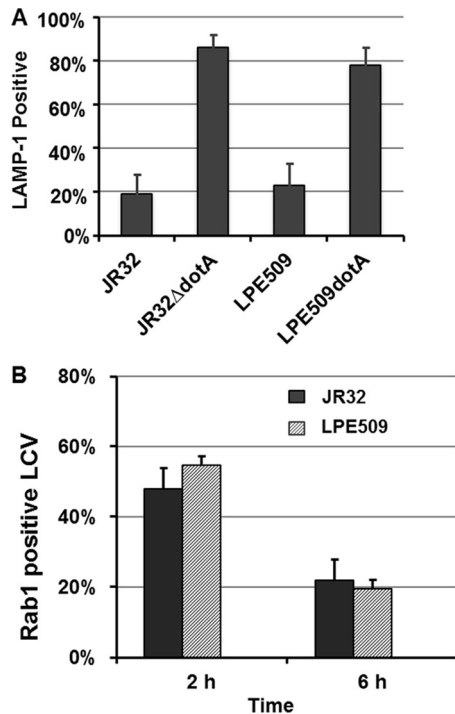 A
LAMP-1 Positive
100%
80%
60%
40%
20%
0%
JR32
JR32ΔdotA
LPE509
LPE509dotA
B
Rab1 positive LCV
80%
60%
40%
20%
0%
JR32
LPE509
2 h
6 h
Time